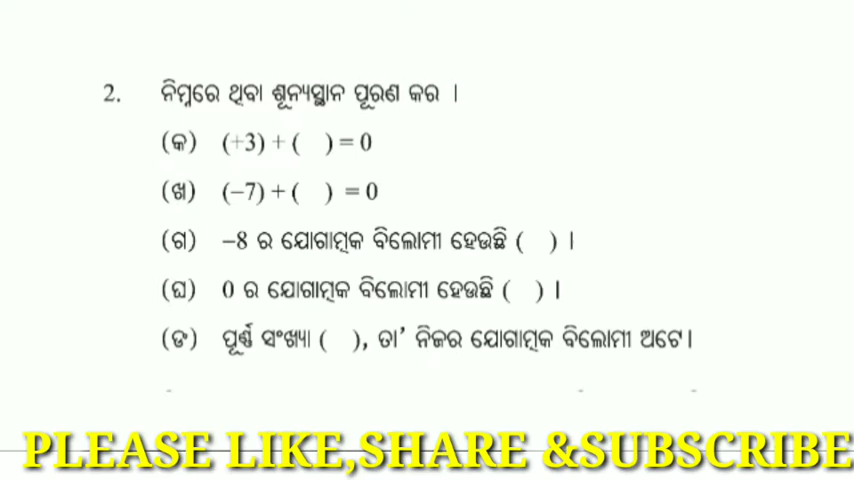 2. ନିମ୍ନରେ ଥିବା ଶୂନ୍ୟସ୍ଥାନ ପୂରଣ କର ।
(କ) (+3) + ( ) = 0
(ଖ) (–7) + ( ) = 0
(ଗ) –8 ର ଯୋଗାତ୍ମକ ବିଲୋମୀ ହେଉଛି ( ) ।
(ଘ) 0 ର ଯୋଗାତ୍ମକ ବିଲୋମୀ ହେଉଛି ( ) ।
(ଙ) ପୂର୍ଣ୍ଣ ସଂଖ୍ୟା ( ), ତା’ ନିଜର ଯୋଗାତ୍ମକ ବିଲୋମୀ ଅଟେ।
PLEASE LIKE,SHARE &SUBSCRIBE